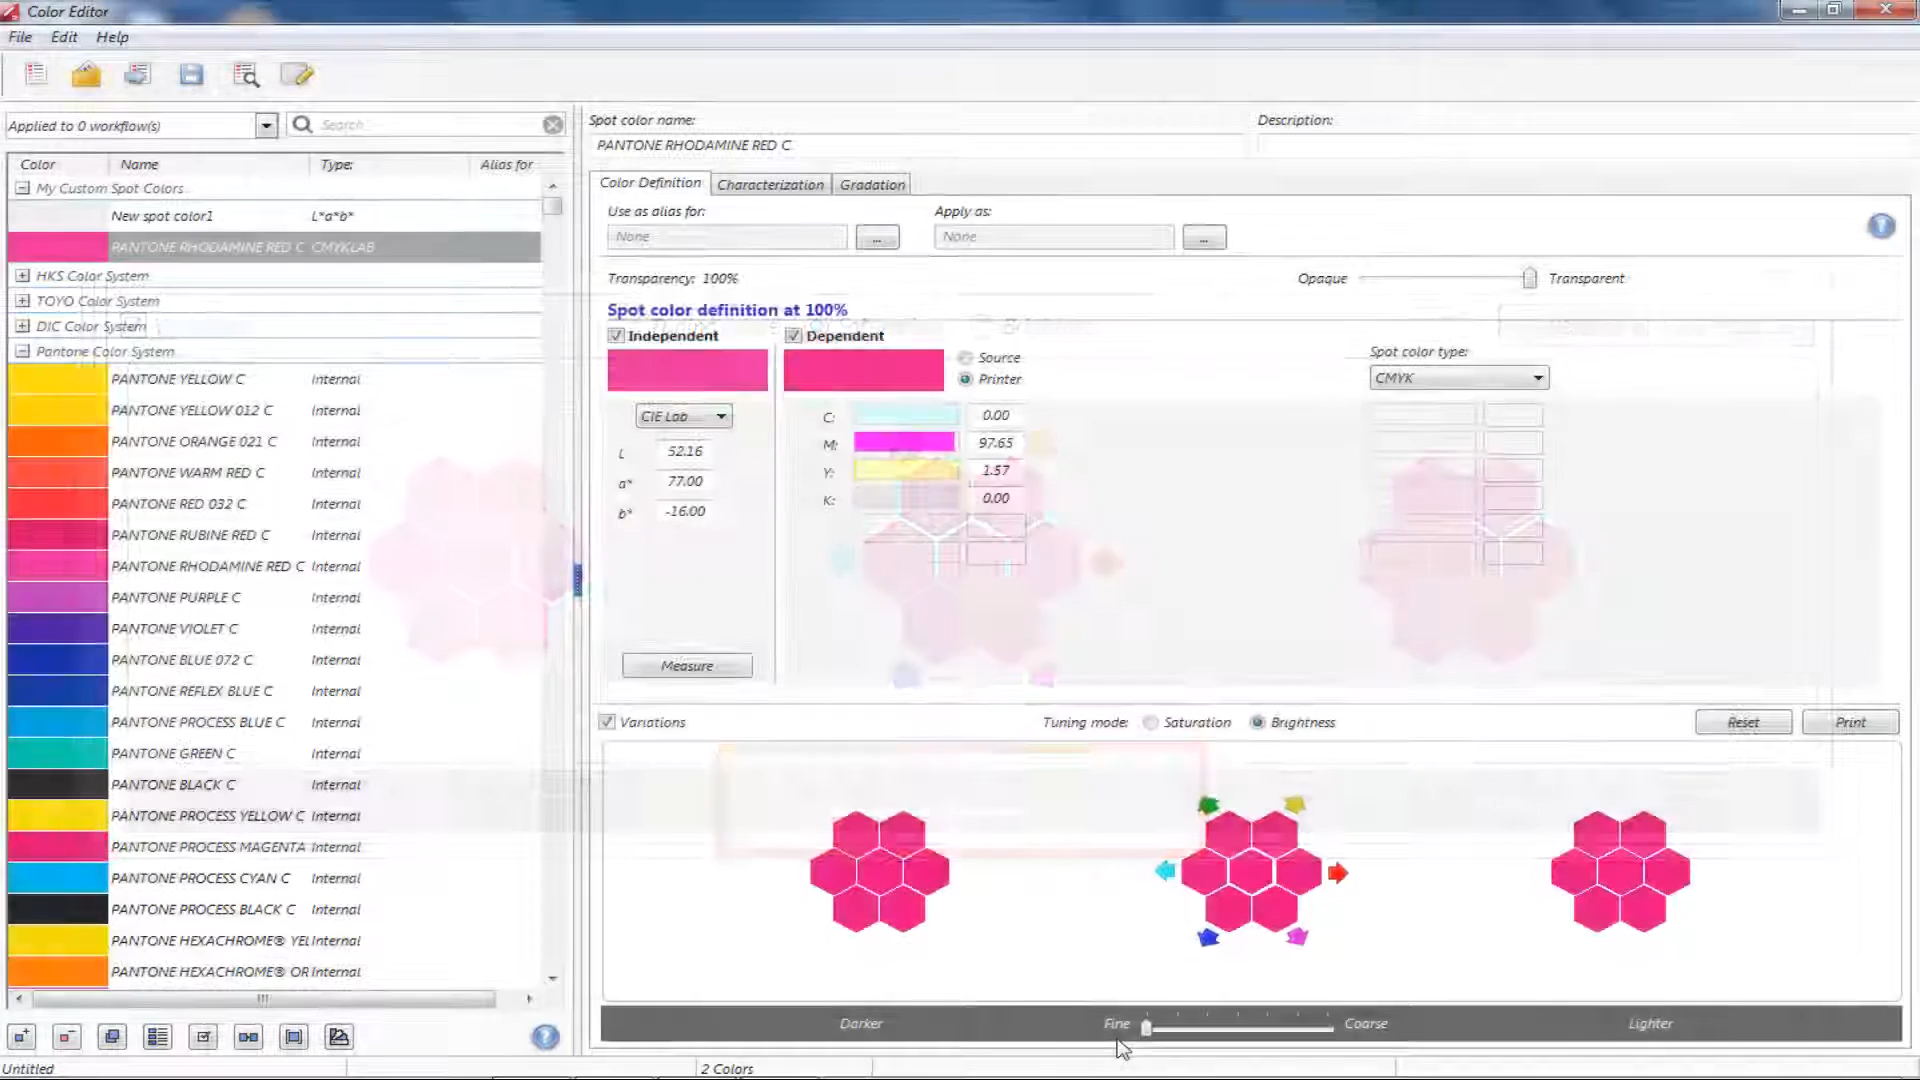 Color Editor
File Edit Help
Applied to 0 workflow(s)
Search
Color Name Type: Alias for
My Custom Spot Colors
New spot color1 L*a*b*
PANTONE RHODAMINE RED C CMYKLAB
HKS Color System
TOYO Color System
DIC Color System
Pantone Color System
PANTONE YELLOW C Internal
PANTONE YELLOW 012 C Internal
PANTONE ORANGE 021 C Internal
PANTONE WARM RED C Internal
PANTONE RED 032 C Internal
PANTONE RUBINE RED C Internal
PANTONE RHODAMINE RED C Internal
PANTONE PURPLE C Internal
PANTONE VIOLET C Internal
PANTONE BLUE 072 C Internal
PANTONE REFLEX BLUE C Internal
PANTONE PROCESS BLUE C Internal
PANTONE GREEN C Internal
PANTONE BLACK C Internal
PANTONE PROCESS YELLOW C Internal
PANTONE PROCESS MAGENTA Internal
PANTONE PROCESS CYAN C Internal
PANTONE PROCESS BLACK C Internal
PANTONE HEXACHROME® YEL Internal
PANTONE HEXACHROME® OR Internal
Untitled
2 Colors
Spot color name: Description:
PANTONE RHODAMINE RED C
Color Definition Characterization Gradation
Use as alias for: Apply as:
None ... None ...
Transparency: 100% Opaque Transparent
Spot color definition at 100%
Independent Dependent
Source
Printer
Spot color type:
CMYK
CIE Lab
L 52.16
a* 77.00
b* -16.00
C: 0.00
M: 97.65
Y: 1.57
K: 0.00
Measure
Variations Tuning mode: Saturation Brightness Reset Print
Darker Fine Coarse Lighter